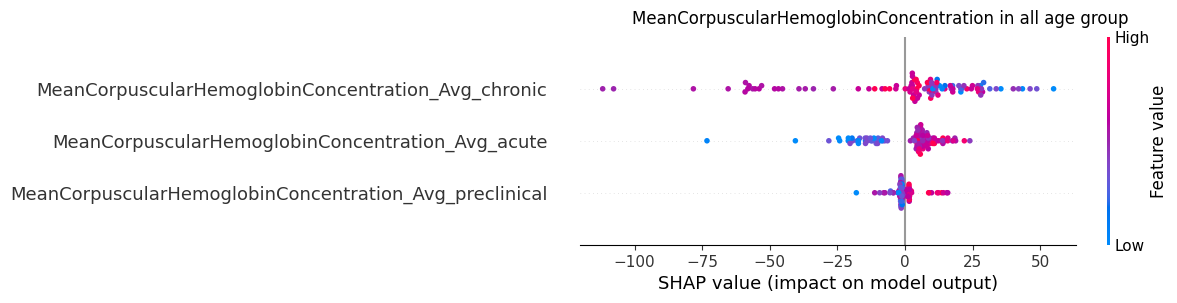 MeanCorpuscularHemoglobinConcentration in all age group
High
MeanCorpuscularHemoglobinConcentration_Avg_chronic
MeanCorpuscularHemoglobinConcentration_Avg_acute
MeanCorpuscularHemoglobinConcentration_Avg_preclinical
Feature value
Low
−100 −75 −50 −25 0 25 50
SHAP value (impact on model output)